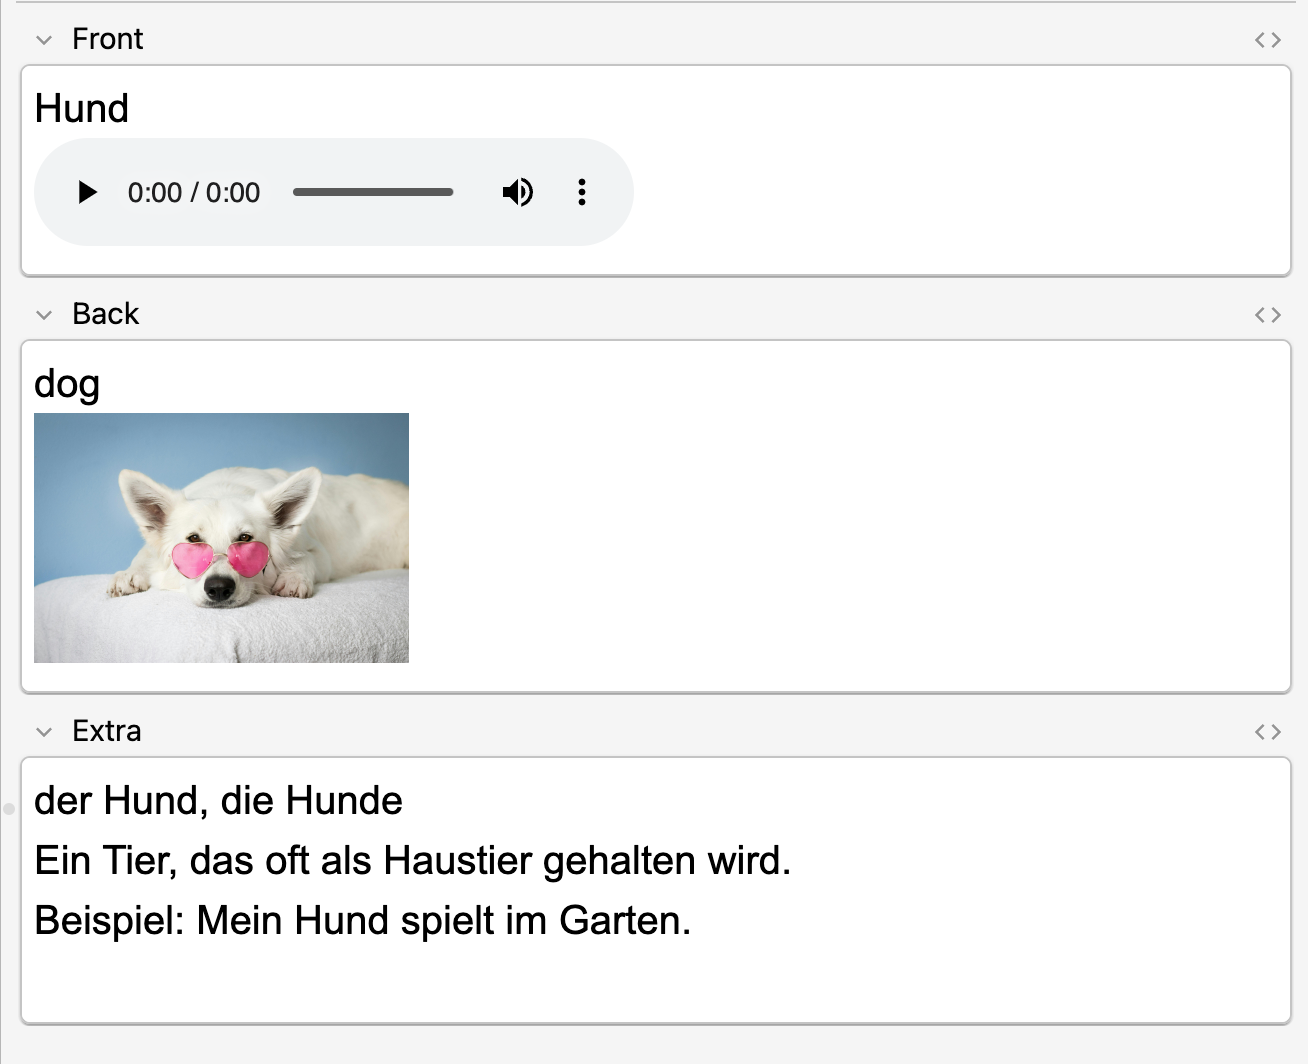 Front
Hund
0:00 / 0:00
Back
dog
Extra
der Hund, die Hunde
Ein Tier, das oft als Haustier gehalten wird.
Beispiel: Mein Hund spielt im Garten.